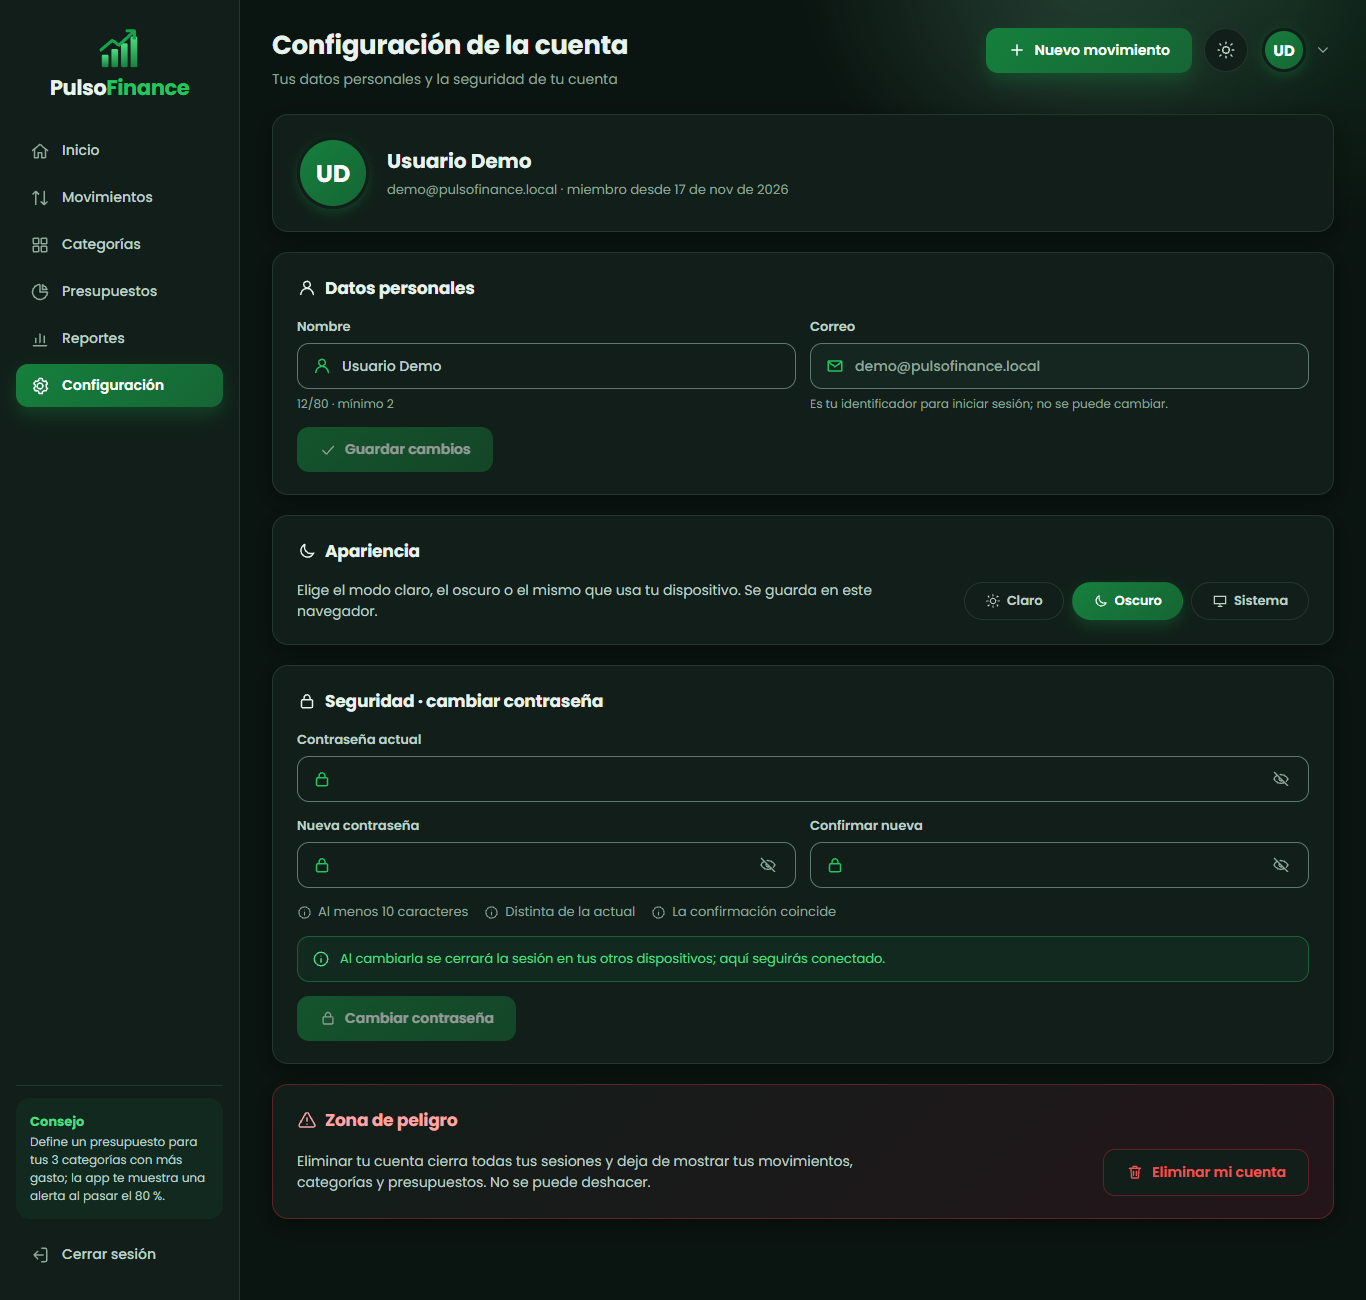 PulsoFinance
Inicio
Movimientos
Categorías
Presupuestos
Reportes
Configuración
Consejo
Define un presupuesto para
tus 3 categorías con más
gasto; la app te muestra una
alerta al pasar el 80 %.
Cerrar sesión
Configuración de la cuenta
Tus datos personales y la seguridad de tu cuenta
Nuevo movimiento
UD
UD
Usuario Demo
demo@pulsofinance.local · miembro desde 17 de nov de 2026
Datos personales
Nombre
Usuario Demo
12/80 · mínimo 2
Correo
demo@pulsofinance.local
Es tu identificador para iniciar sesión; no se puede cambiar.
Guardar cambios
Apariencia
Elige el modo claro, el oscuro o el mismo que usa tu dispositivo. Se guarda en este
navegador.
Claro
Oscuro
Sistema
Seguridad · cambiar contraseña
Contraseña actual
Nueva contraseña
Confirmar nueva
Al menos 10 caracteres
Distinta de la actual
La confirmación coincide
Al cambiarla se cerrará la sesión en tus otros dispositivos; aquí seguirás conectado.
Cambiar contraseña
Zona de peligro
Eliminar tu cuenta cierra todas tus sesiones y deja de mostrar tus movimientos,
categorías y presupuestos. No se puede deshacer.
Eliminar mi cuenta